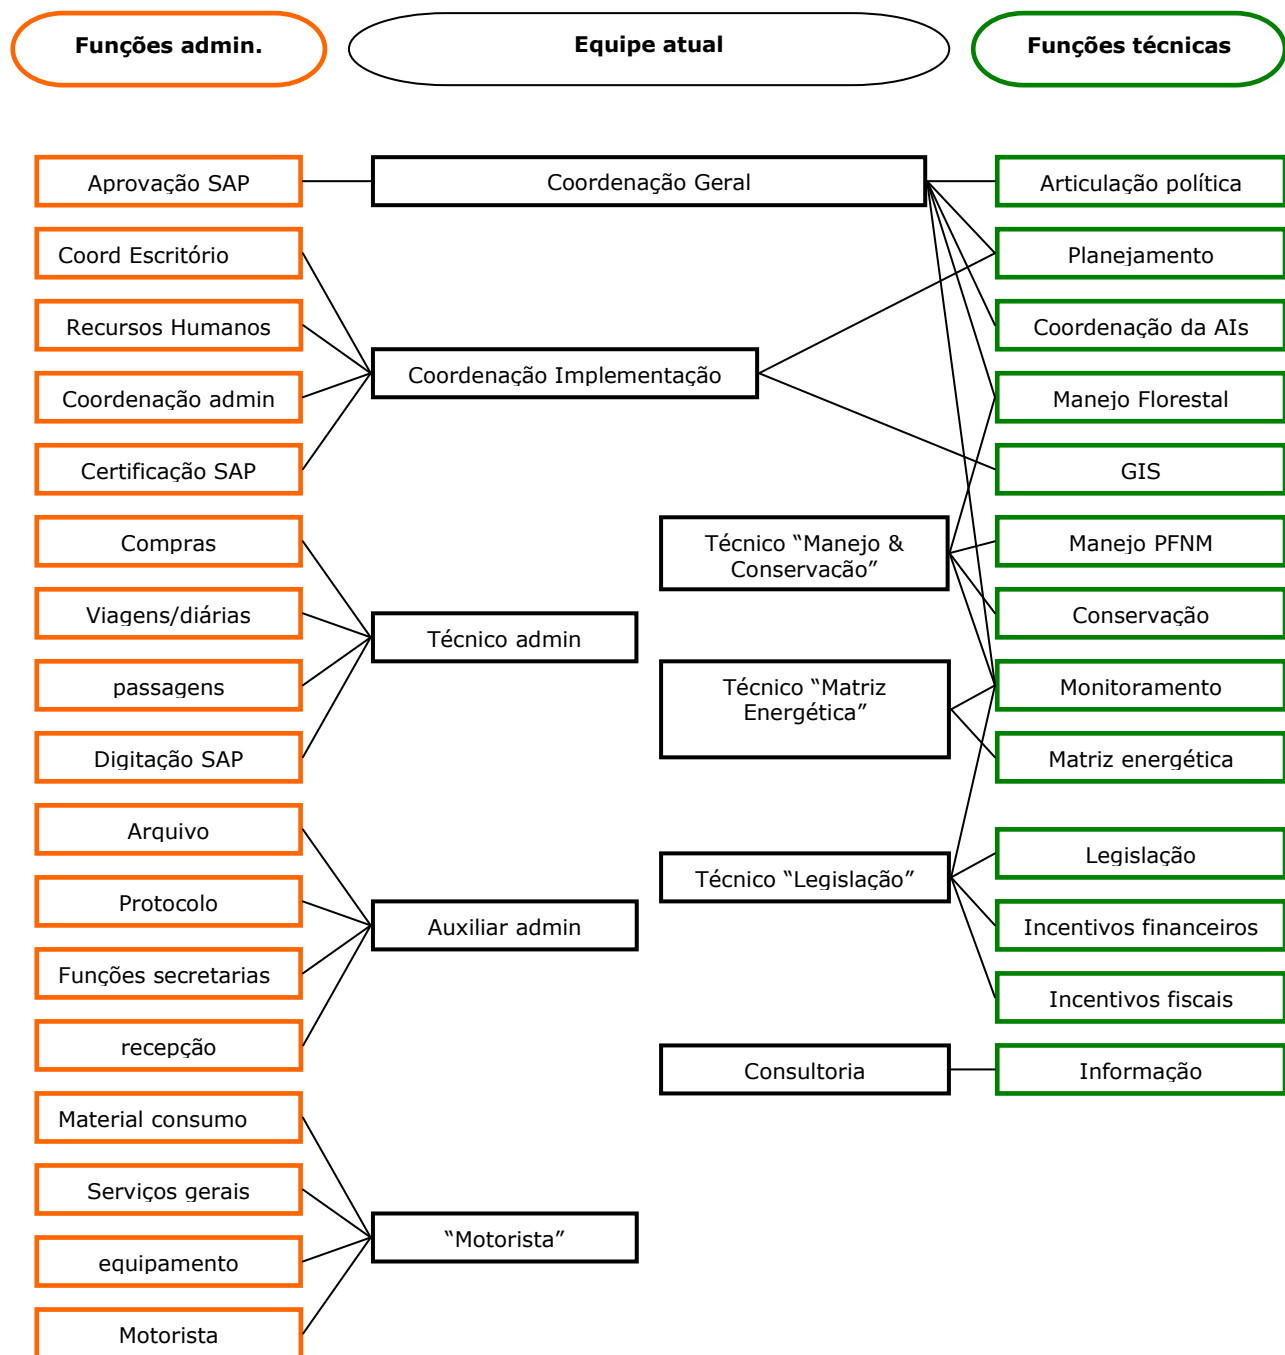 Funções admin.
Equipe atual
Funções técnicas
Aprovação SAP
Coordenação Geral
Articulação política
Coord Escritório
Planejamento
Recursos Humanos
Coordenação da AIs
Coordenação Implementação
Coordenação admin
Manejo Florestal
Certificação SAP
GIS
Compras
Técnico “Manejo &
Conservação”
Manejo PFNM
Viagens/diárias
Conservação
Técnico admin
passagens
Técnico “Matriz
Energética”
Monitoramento
Digitação SAP
Matriz energética
Arquivo
Legislação
Técnico “Legislação”
Protocolo
Auxiliar admin
Incentivos financeiros
Funções secretarias
Incentivos fiscais
recepção
Consultoria
Informação
Material consumo
Serviços gerais
“Motorista”
equipamento
Motorista